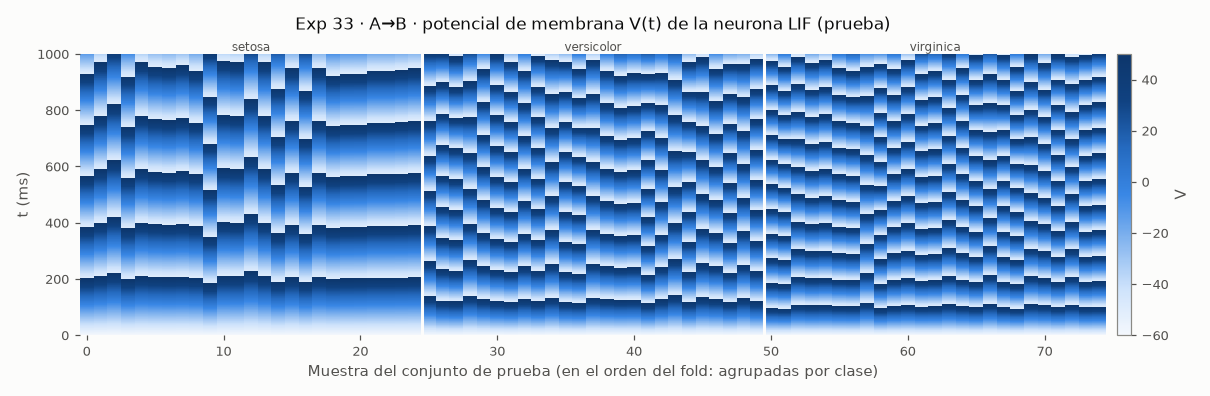 Exp 33 · A→B · potencial de membrana V(t) de la neurona LIF (prueba)
setosa versicolor virginica
1000
800
600
400
200
0
t (ms)
0 10 20 30 40 50 60 70
Muestra del conjunto de prueba (en el orden del fold: agrupadas por clase)
40
20
0
−20
−40
−60
V